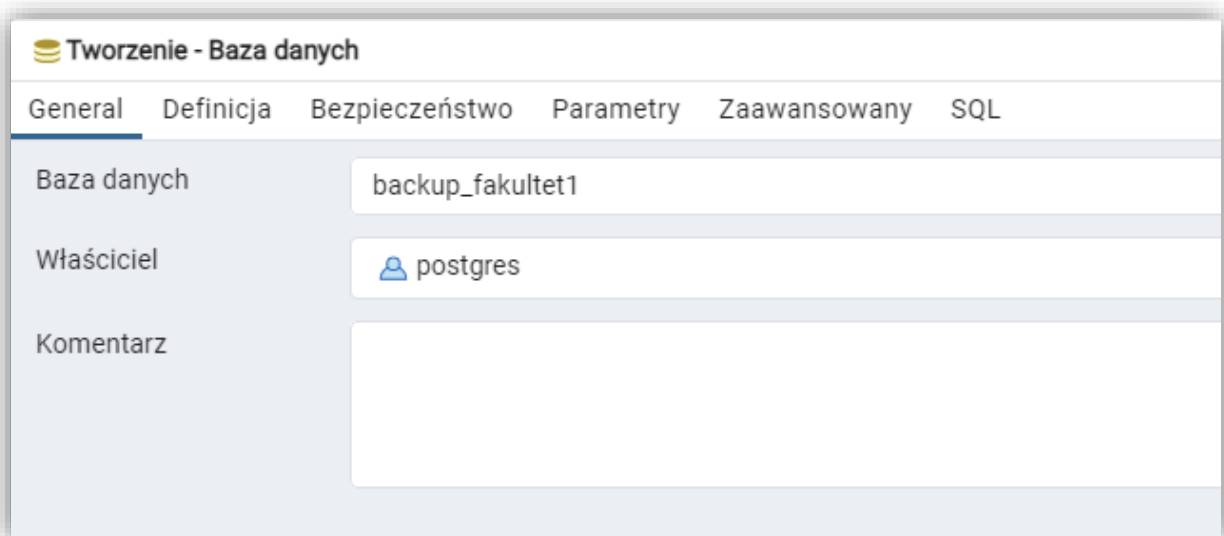 Tworzenie - Baza danych
General Definicja Bezpieczeństwo Parametry Zaawansowany SQL
Baza danych backup_fakultet1
Właściciel postgres
Komentarz